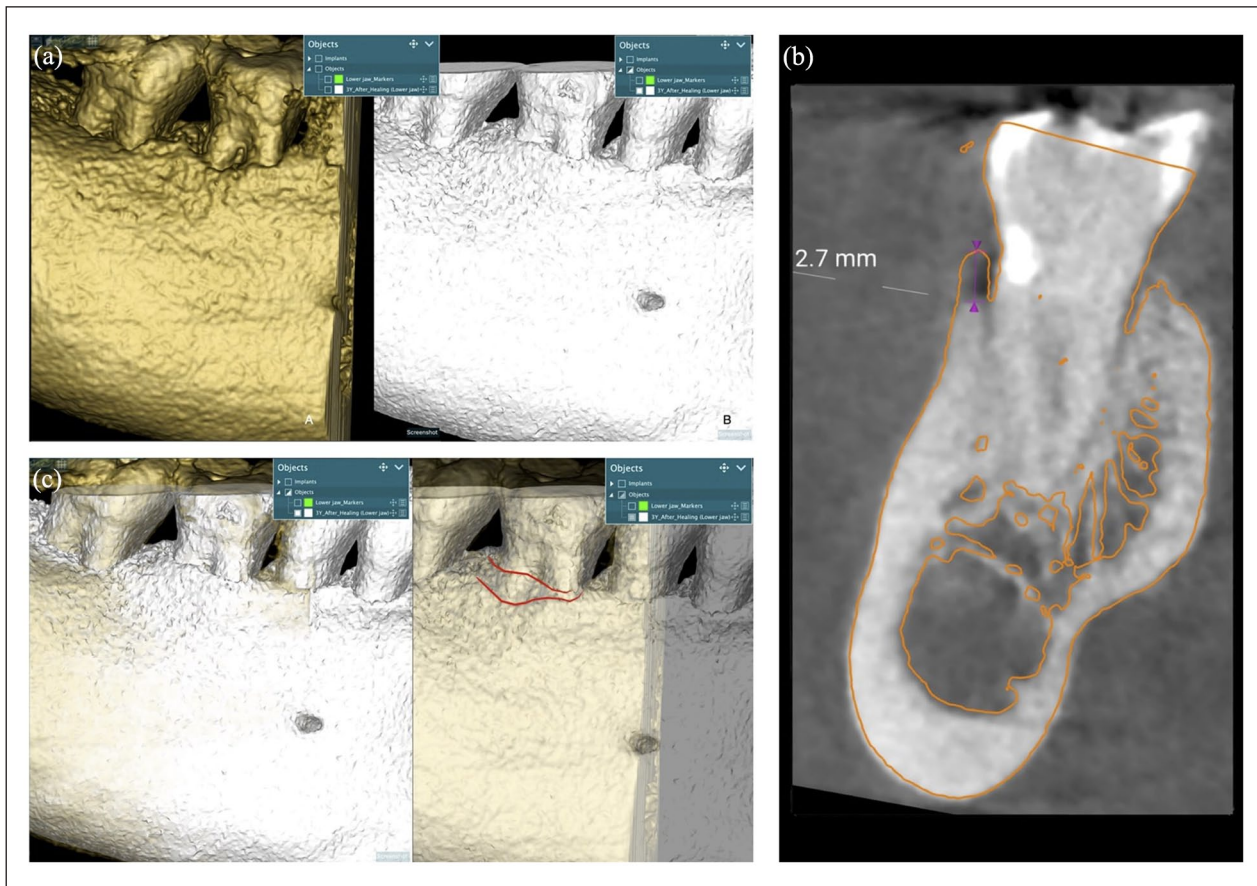 (a)
Objects
Implants
Objects
Lower jaw_Markers
3Y_After_Healing (Lower jaw)
Objects
Implants
Objects
Lower jaw_Markers
3Y_After_Healing (Lower jaw)
A
Screenshot
B
(b)
2.7 mm
(c)
Objects
Implants
Objects
Lower jaw_Markers
3Y_After_Healing (Lower jaw)
Objects
Implants
Objects
Lower jaw_Markers
3Y_After_Healing (Lower jaw)